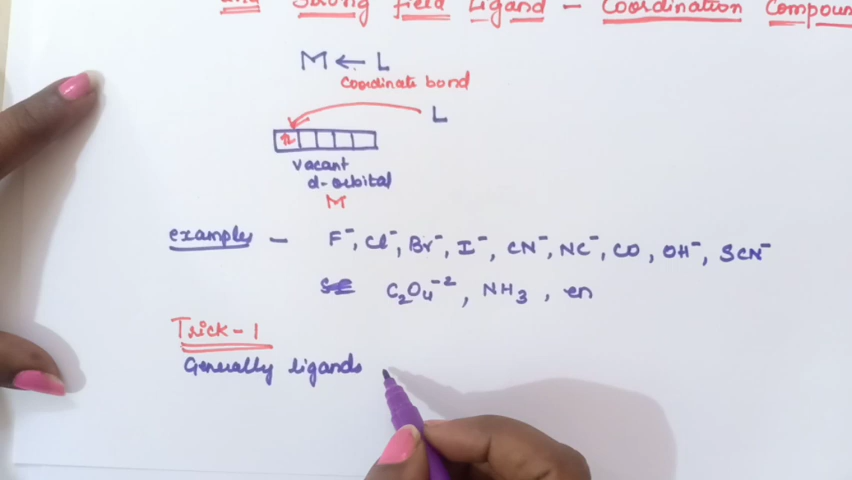 and Strong field Ligand - Coordination Compoun
M ← L
Coordinate bond
L
vacant
d-orbital
M
example - F⁻, Cl⁻, Br⁻, I⁻, CN⁻, NC⁻, CO, OH⁻, SCN⁻
C₂O₄⁻², NH₃, en
Trick - 1
Generally ligands